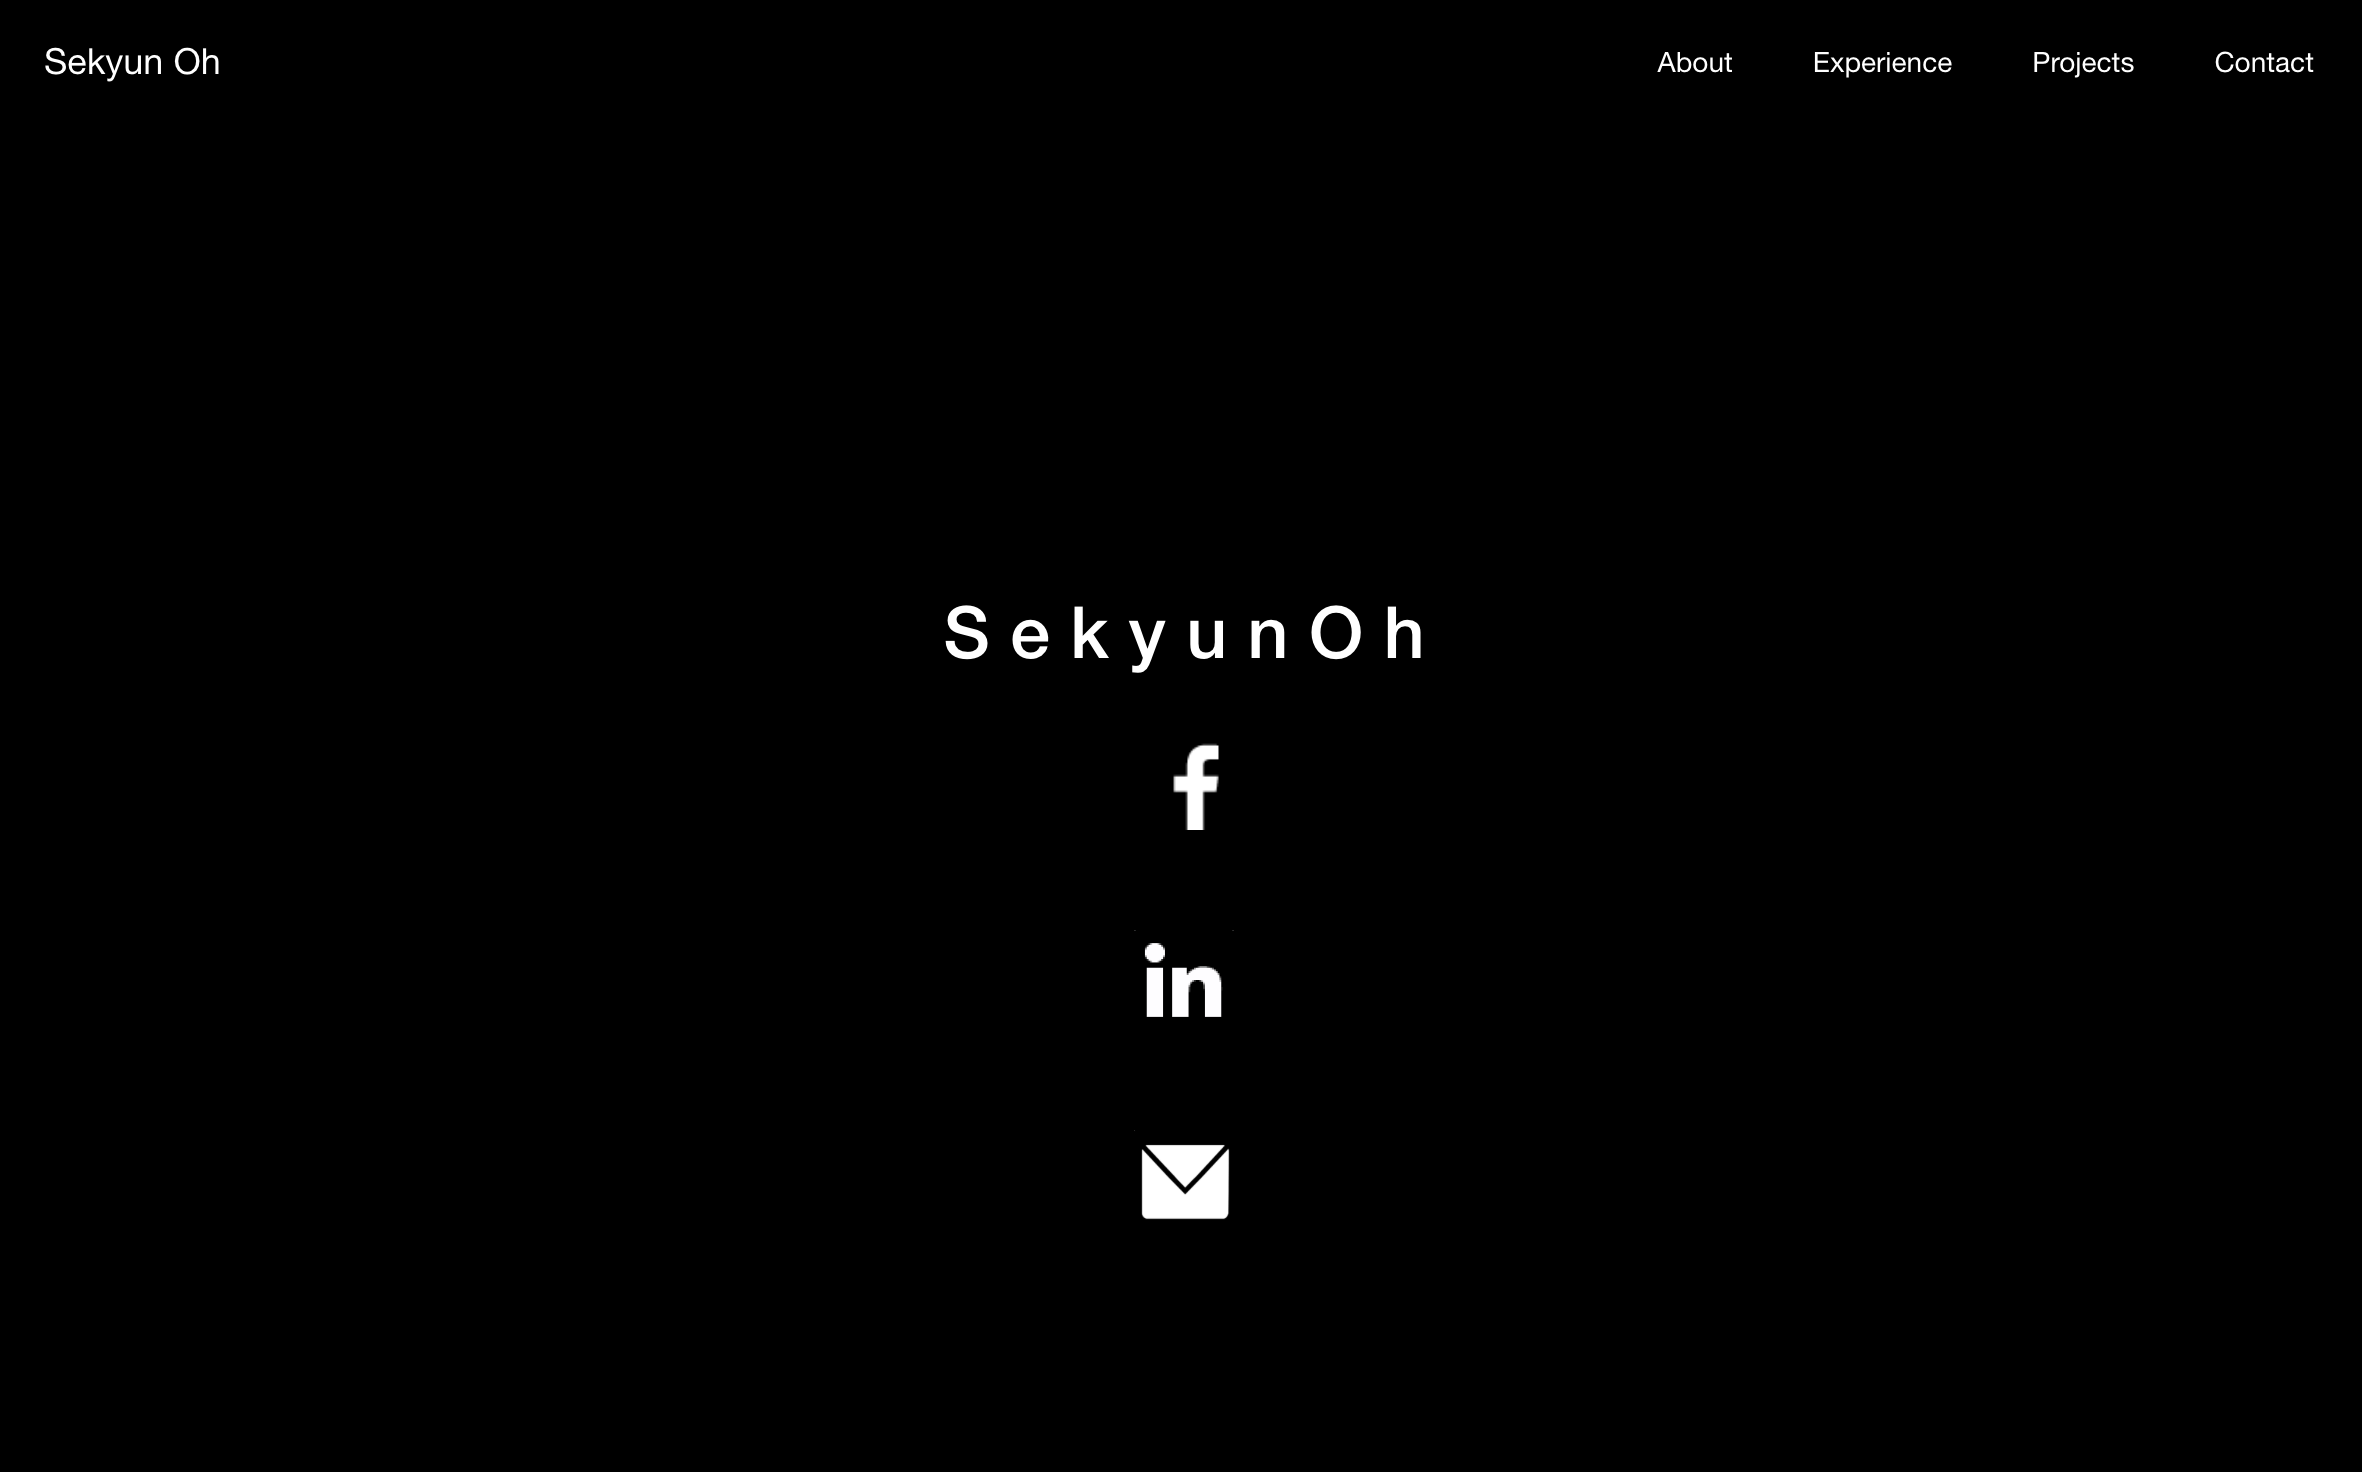 Sekyun Oh
About Experience Projects Contact
S e k y u n O h
f
in